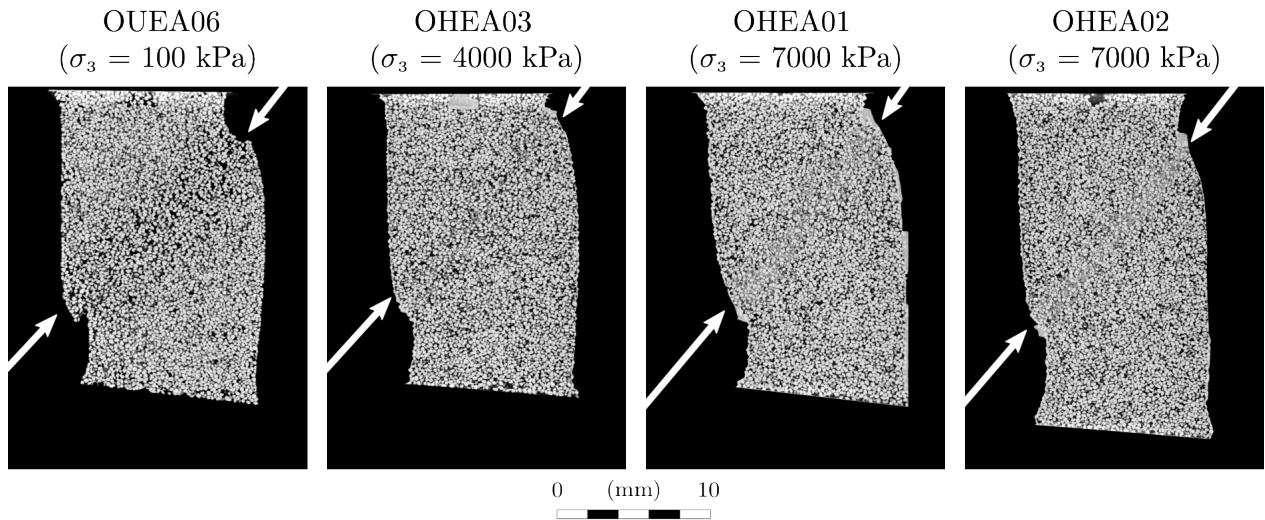 OUEA06
(σ₃ = 100 kPa)
OHEA03
(σ₃ = 4000 kPa)
OHEA01
(σ₃ = 7000 kPa)
OHEA02
(σ₃ = 7000 kPa)
0 (mm) 10